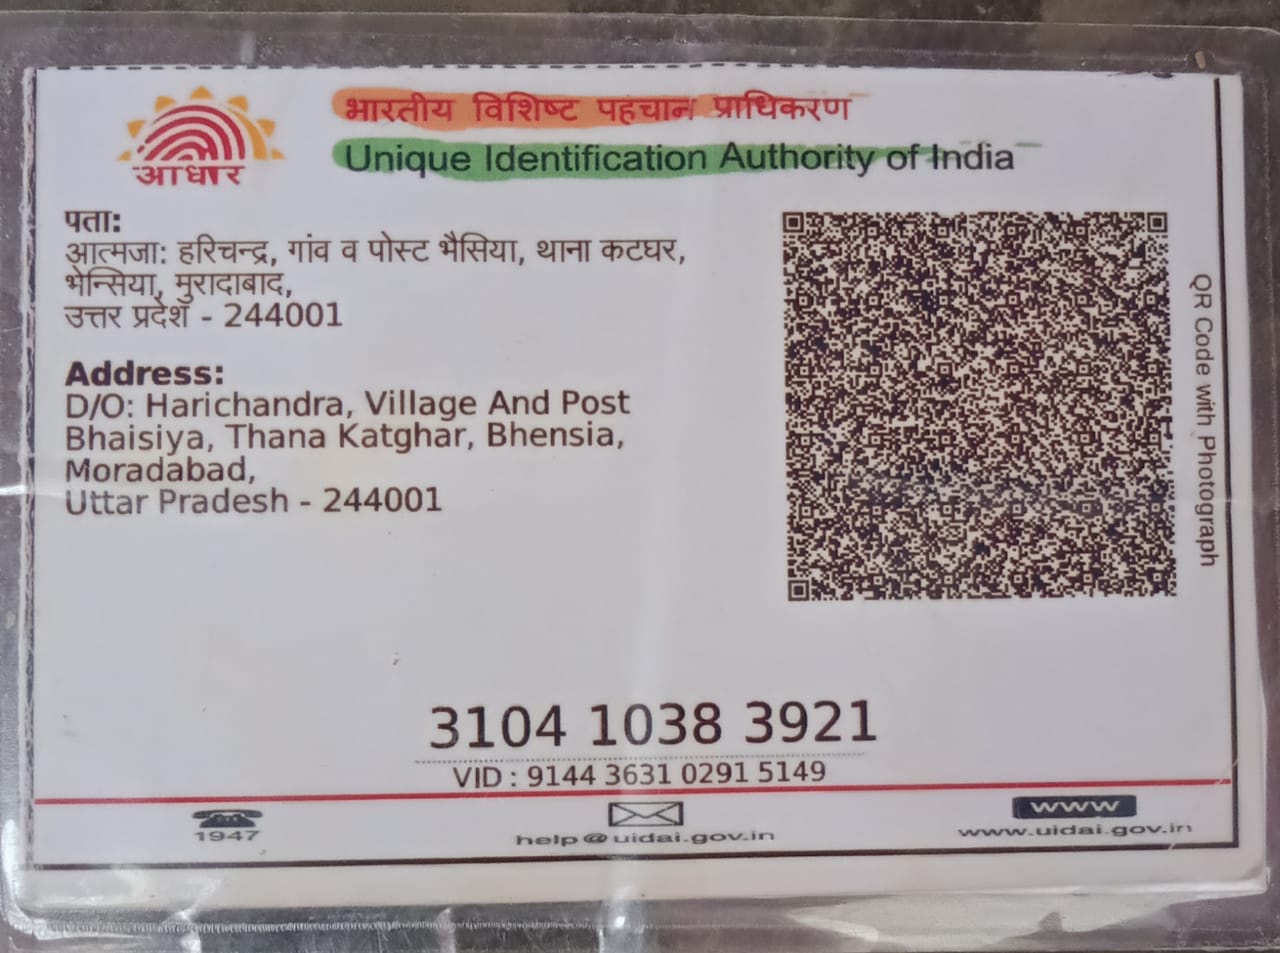 आधार
भारतीय विशिष्ट पहचान प्राधिकरण
Unique Identification Authority of India
पता:
आत्मजा: हरिचन्द्र, गांव व पोस्ट भैसिया, थाना कटघर,
भेन्सिया, मुरादाबाद,
उत्तर प्रदेश - 244001
Address:
D/O: Harichandra, Village And Post
Bhaisiya, Thana Katghar, Bhensia,
Moradabad,
Uttar Pradesh - 244001
QR Code with Photograph
3104 1038 3921
VID : 9144 3631 0291 5149
1947
help@uidai.gov.in
WWW
www.uidai.gov.in